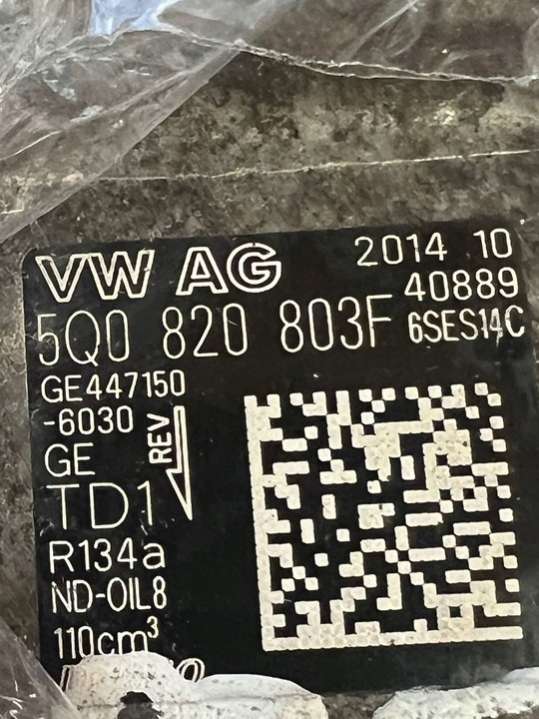 VW AG 2014 10
40889
5Q0 820 803F 6SES14C
GE447150
-6030
GE
REV
TD1
R134a
ND-OIL8
110cm³